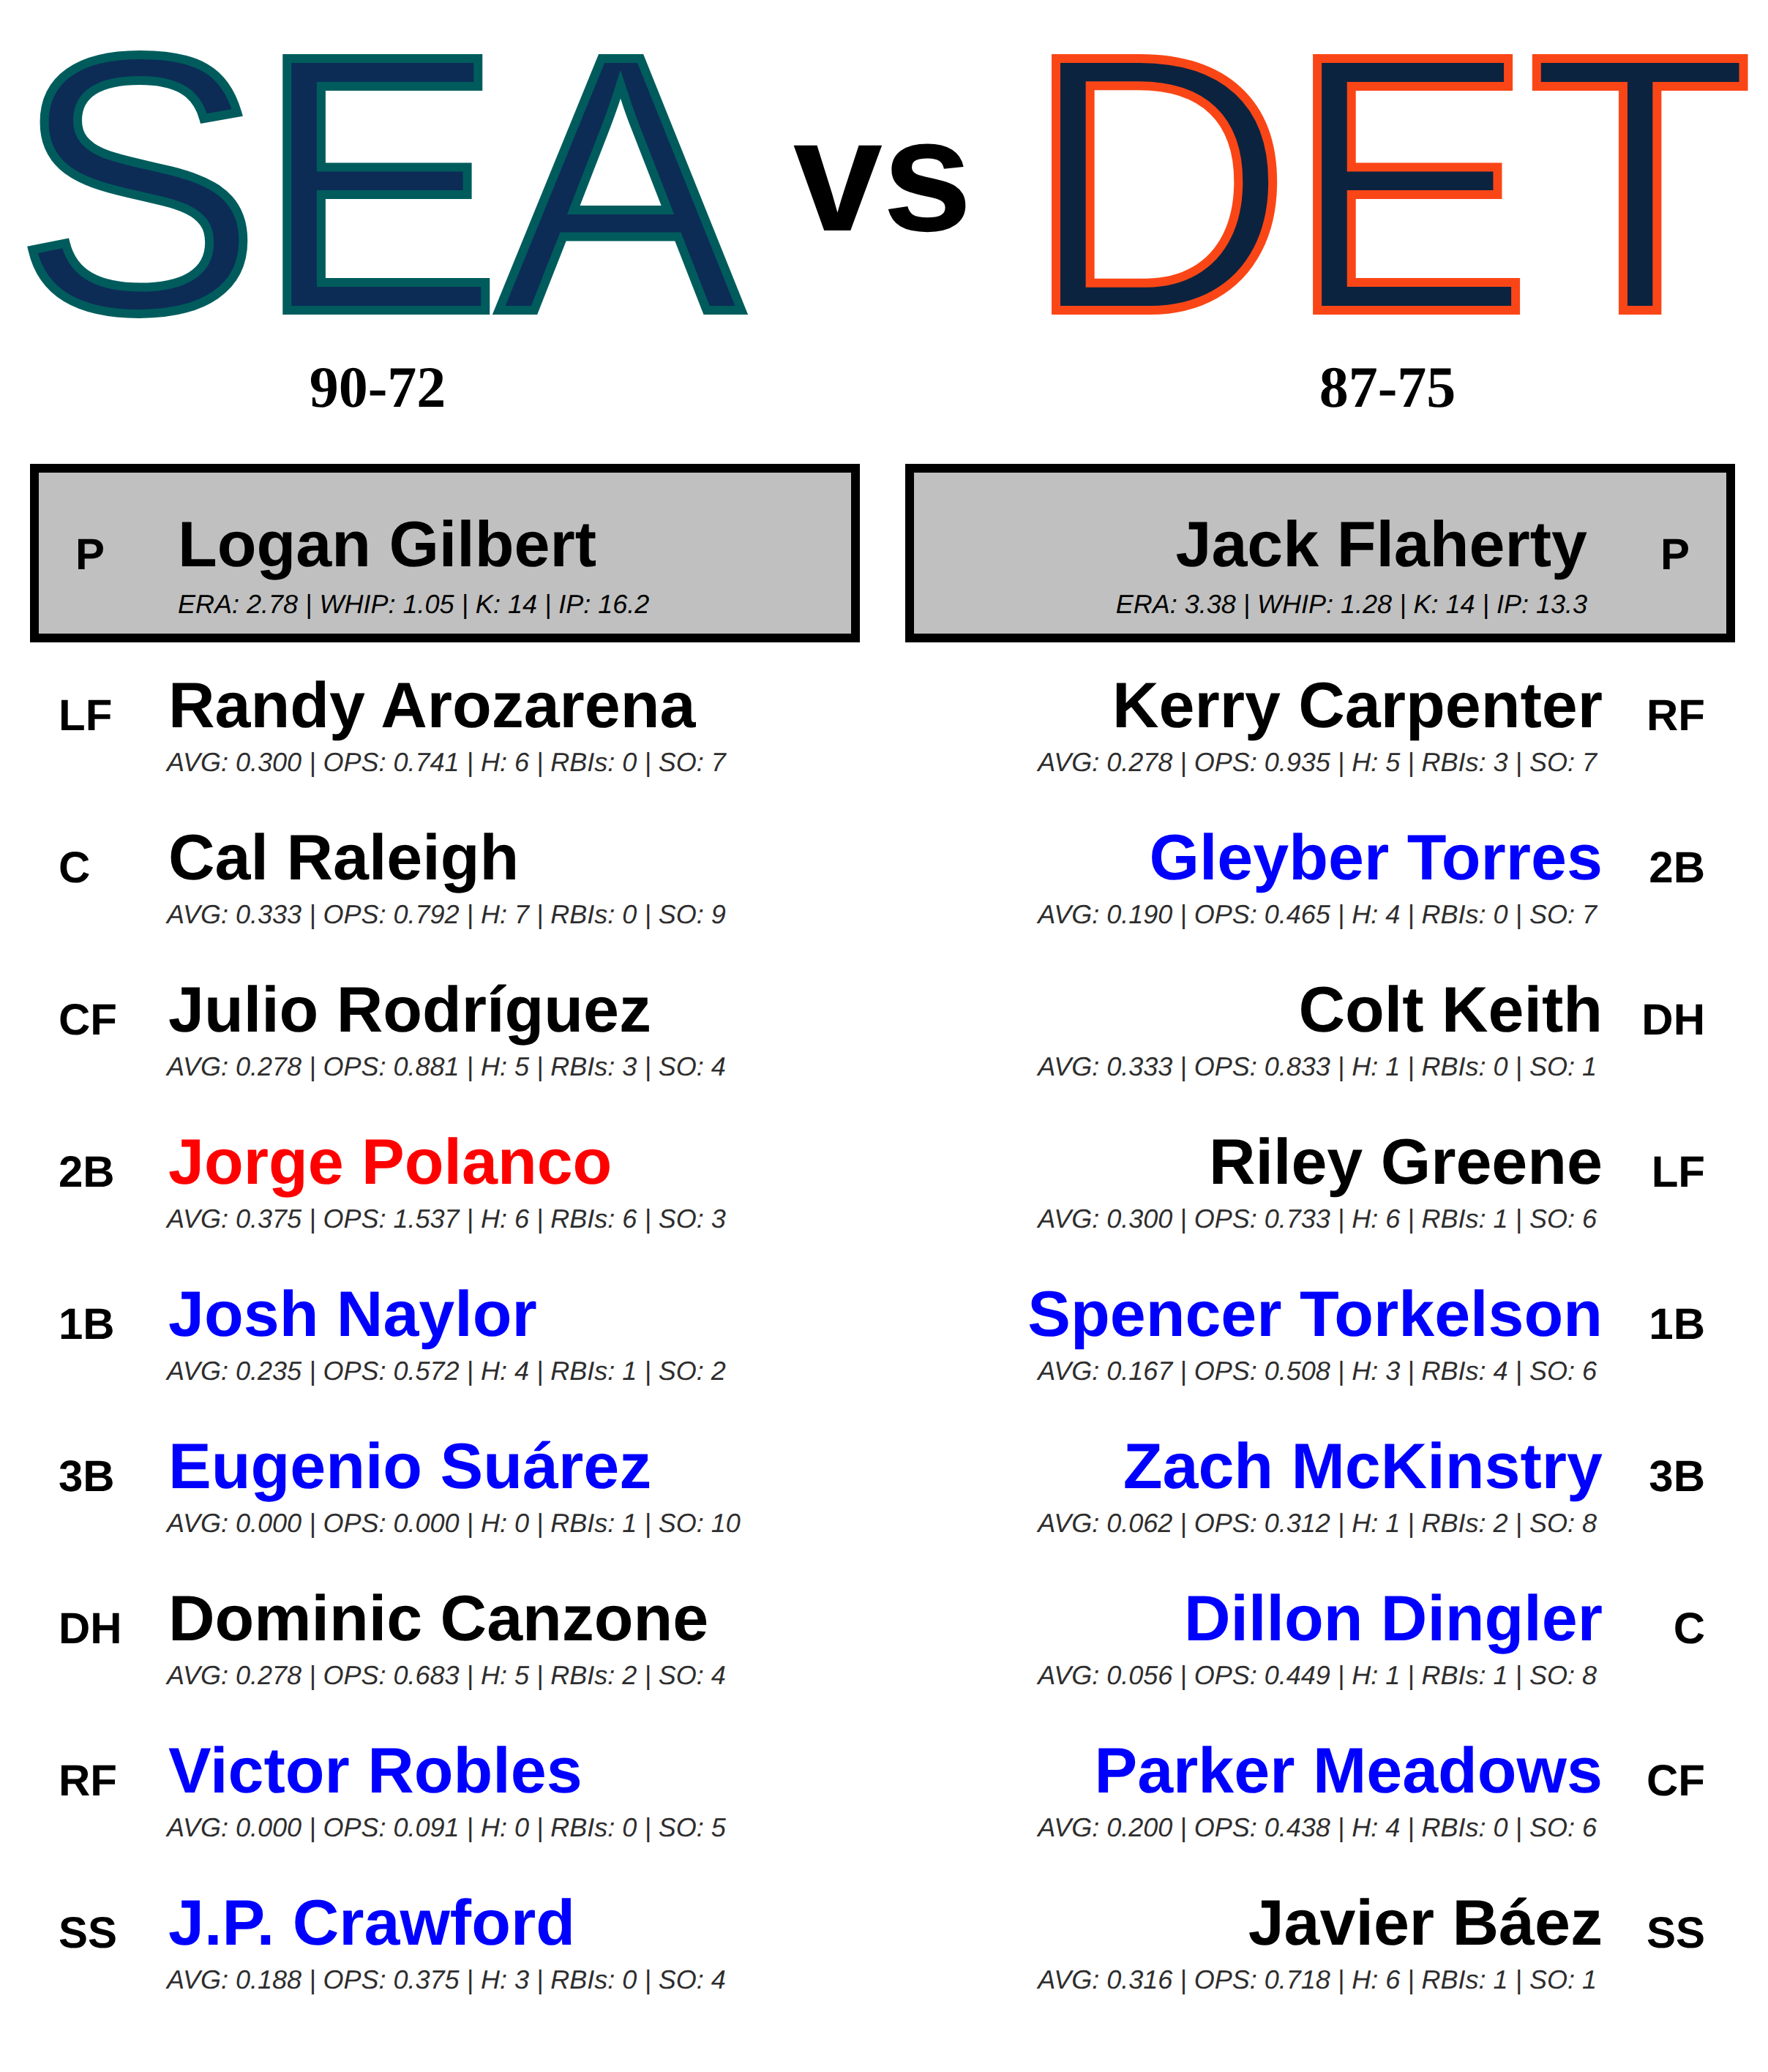 SEA vs DET
90-72 87-75
P Logan Gilbert Jack Flaherty P
ERA: 2.78 | WHIP: 1.05 | K: 14 | IP: 16.2 ERA: 3.38 | WHIP: 1.28 | K: 14 | IP: 13.3
LF Randy Arozarena Kerry Carpenter RF
AVG: 0.300 | OPS: 0.741 | H: 6 | RBIs: 0 | SO: 7 AVG: 0.278 | OPS: 0.935 | H: 5 | RBIs: 3 | SO: 7
C Cal Raleigh Gleyber Torres 2B
AVG: 0.333 | OPS: 0.792 | H: 7 | RBIs: 0 | SO: 9 AVG: 0.190 | OPS: 0.465 | H: 4 | RBIs: 0 | SO: 7
CF Julio Rodríguez Colt Keith DH
AVG: 0.278 | OPS: 0.881 | H: 5 | RBIs: 3 | SO: 4 AVG: 0.333 | OPS: 0.833 | H: 1 | RBIs: 0 | SO: 1
2B Jorge Polanco Riley Greene LF
AVG: 0.375 | OPS: 1.537 | H: 6 | RBIs: 6 | SO: 3 AVG: 0.300 | OPS: 0.733 | H: 6 | RBIs: 1 | SO: 6
1B Josh Naylor Spencer Torkelson 1B
AVG: 0.235 | OPS: 0.572 | H: 4 | RBIs: 1 | SO: 2 AVG: 0.167 | OPS: 0.508 | H: 3 | RBIs: 4 | SO: 6
3B Eugenio Suárez Zach McKinstry 3B
AVG: 0.000 | OPS: 0.000 | H: 0 | RBIs: 1 | SO: 10 AVG: 0.062 | OPS: 0.312 | H: 1 | RBIs: 2 | SO: 8
DH Dominic Canzone Dillon Dingler C
AVG: 0.278 | OPS: 0.683 | H: 5 | RBIs: 2 | SO: 4 AVG: 0.056 | OPS: 0.449 | H: 1 | RBIs: 1 | SO: 8
RF Victor Robles Parker Meadows CF
AVG: 0.000 | OPS: 0.091 | H: 0 | RBIs: 0 | SO: 5 AVG: 0.200 | OPS: 0.438 | H: 4 | RBIs: 0 | SO: 6
SS J.P. Crawford Javier Báez SS
AVG: 0.188 | OPS: 0.375 | H: 3 | RBIs: 0 | SO: 4 AVG: 0.316 | OPS: 0.718 | H: 6 | RBIs: 1 | SO: 1